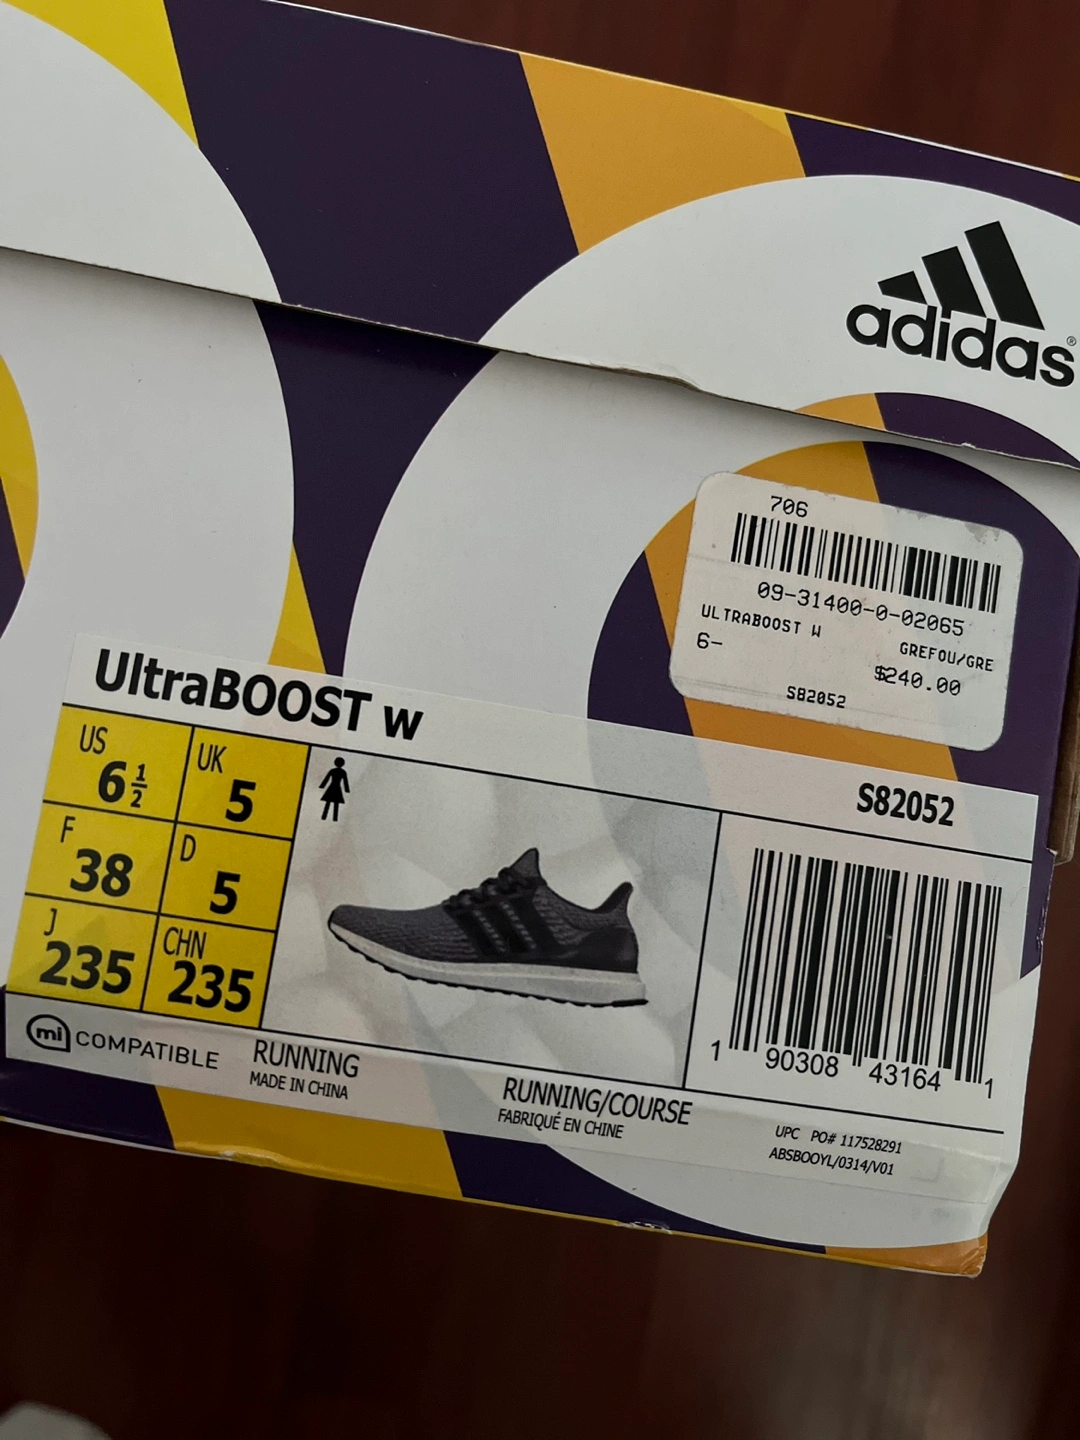 adidas®
706
09-31400-0-02065
ULTRABOOST W
GREFOU/GRE
6-
$240.00
S82052
UltraBOOST w
US
6 1/2
UK
5
F
38
D
5
J
235
CHN
235
S82052
1 90308 43164 1
mi COMPATIBLE
RUNNING
MADE IN CHINA
RUNNING/COURSE
FABRIQUÉ EN CHINE
UPC PO# 117528291
ABSBOOYL/0314/V01